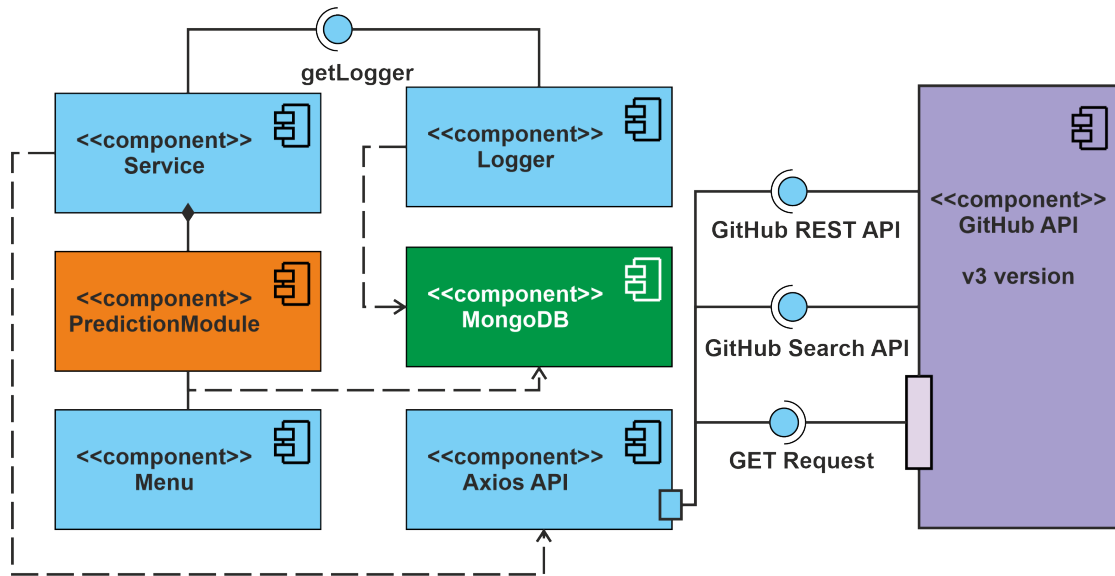 getLogger
<<component>>
Service
<<component>>
Logger
<<component>>
GitHub API
v3 version
GitHub REST API
<<component>>
PredictionModule
<<component>>
MongoDB
GitHub Search API
<<component>>
Menu
<<component>>
Axios API
GET Request